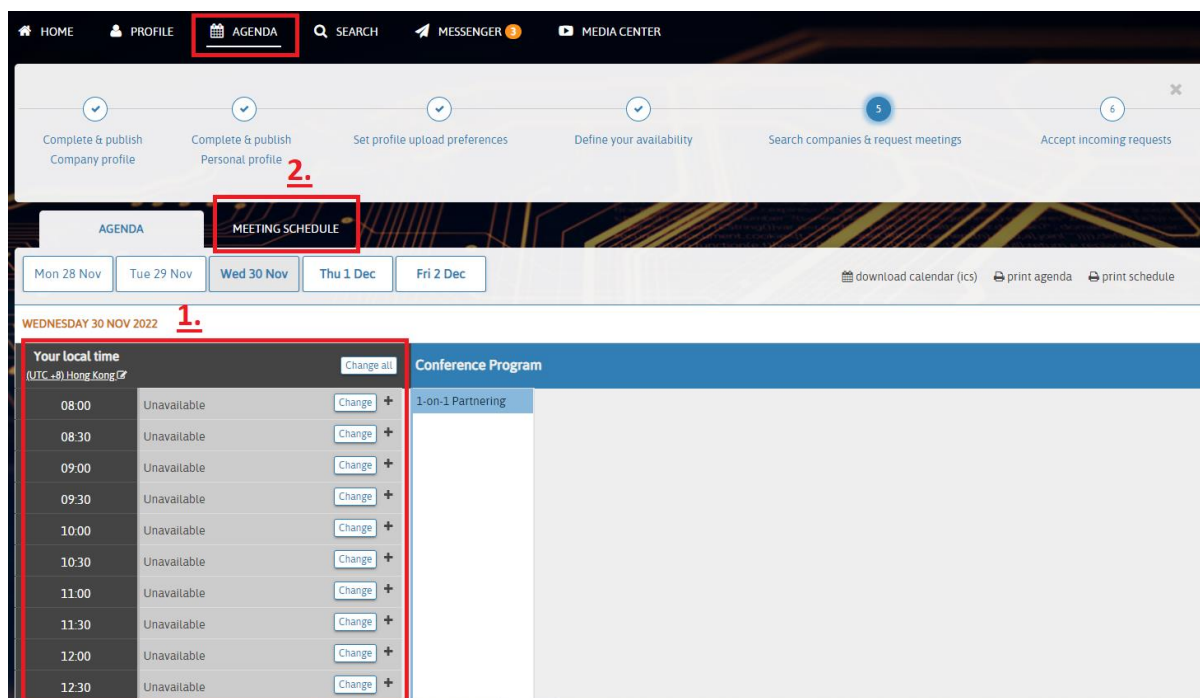 HOME PROFILE AGENDA SEARCH MESSENGER 3 MEDIA CENTER
5 6
Complete & publish Company profile
Complete & publish Personal profile
Set profile upload preferences
Define your availability
Search companies & request meetings
Accept incoming requests
2.
AGENDA MEETING SCHEDULE
Mon 28 Nov Tue 29 Nov Wed 30 Nov Thu 1 Dec Fri 2 Dec download calendar (ics) print agenda print schedule
WEDNESDAY 30 NOV 2022 1.
Your local time
(UTC +8) Hong Kong
Change all
Conference Program
08:00 Unavailable Change + 1-on-1 Partnering
08:30 Unavailable Change +
09:00 Unavailable Change +
09:30 Unavailable Change +
10:00 Unavailable Change +
10:30 Unavailable Change +
11:00 Unavailable Change +
11:30 Unavailable Change +
12:00 Unavailable Change +
12:30 Unavailable Change +